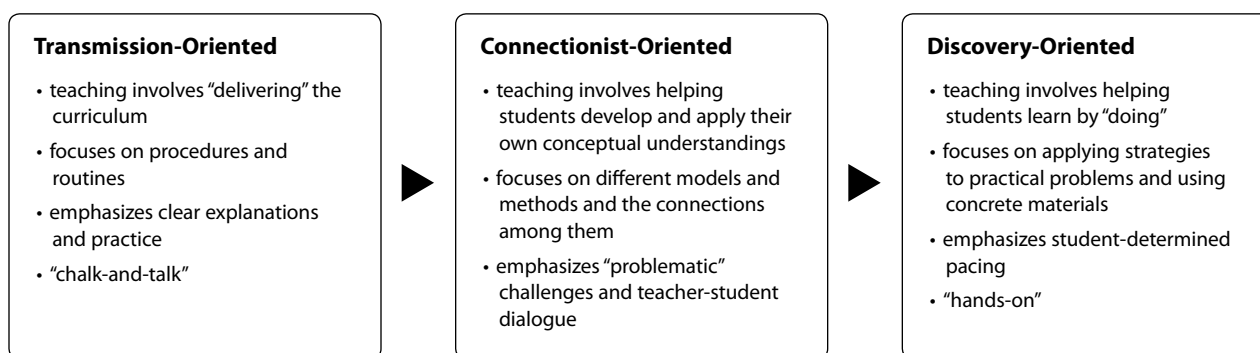 Transmission-Oriented
• teaching involves “delivering” the
curriculum
• focuses on procedures and
routines
• emphasizes clear explanations
and practice
• “chalk-and-talk”
Connectionist-Oriented
• teaching involves helping
students develop and apply their
own conceptual understandings
• focuses on different models and
methods and the connections
among them
• emphasizes “problematic”
challenges and teacher-student
dialogue
Discovery-Oriented
• teaching involves helping
students learn by “doing”
• focuses on applying strategies
to practical problems and using
concrete materials
• emphasizes student-determined
pacing
• “hands-on”